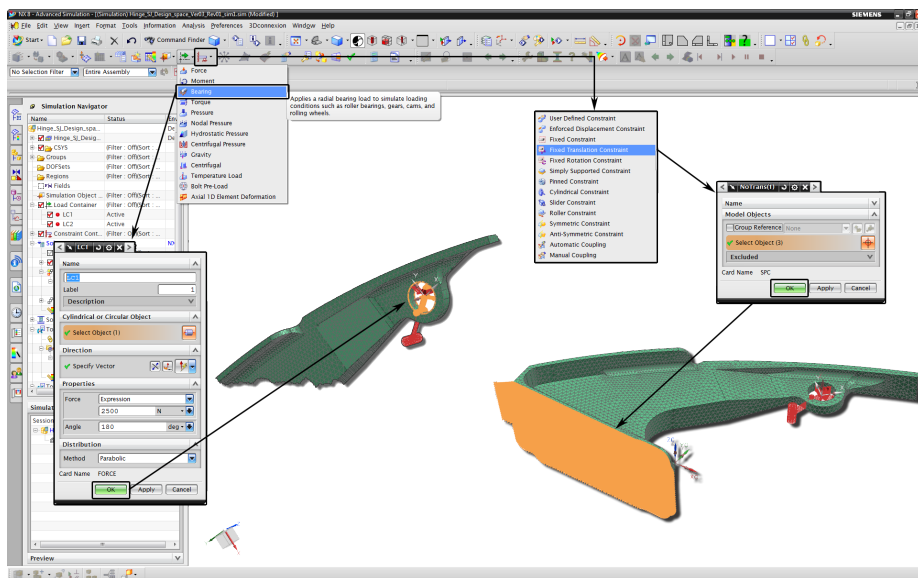 NX 8 - Advanced Simulation - [(Simulation) Hinge_SJ_Design_space_Ver03_Rev00_sim1.sim (Modified) ]
SIEMENS
File Edit View Insert Format Tools Information Analysis Preferences 3Dconnexion Window Help
Start Command Finder
No Selection Filter Entire Assembly
Force
Moment
Bearing
Torque
Pressure
Nodal Pressure
Hydrostatic Pressure
Centrifugal Pressure
Gravity
Centrifugal
Temperature Load
Bolt Pre-Load
Axial 1D Element Deformation
Applies a radial bearing load to simulate loading
conditions such as roller bearings, gears, cams, and
rolling wheels.
User Defined Constraint
Enforced Displacement Constraint
Fixed Constraint
Fixed Translation Constraint
Fixed Rotation Constraint
Simply Supported Constraint
Pinned Constraint
Cylindrical Constraint
Slider Constraint
Roller Constraint
Symmetric Constraint
Anti-Symmetric Constraint
Automatic Coupling
Manual Coupling
NoTrans(1)
Name
Model Objects
Group Reference None
Select Object (3)
Excluded
Card Name SPC
OK Apply Cancel
Simulation Navigator
Name Status
Hinge_SJ_Design_spa...
Hinge_SJ_Desig...
CSYS (Filter : Off)(Sort : ...
Groups (Filter : Off)(Sort : ...
DOFSets (Filter : Off)(Sort : ...
Regions (Filter : Off)(Sort : ...
Fields
Simulation Object ... (Filter : Off)(Sort : ...
Load Container (Filter : Off)(Sort : ...
LC1 Active
LC2 Active
Constraint Cont... (Filter : Off)(Sort : ...
LC1
Name
Label 1
Description
Cylindrical or Circular Object
Select Object (1)
Direction
Specify Vector
Properties
Force Expression
2500 N
Angle 180 deg
Distribution
Method Parabolic
Card Name FORCE
OK Apply Cancel
Preview